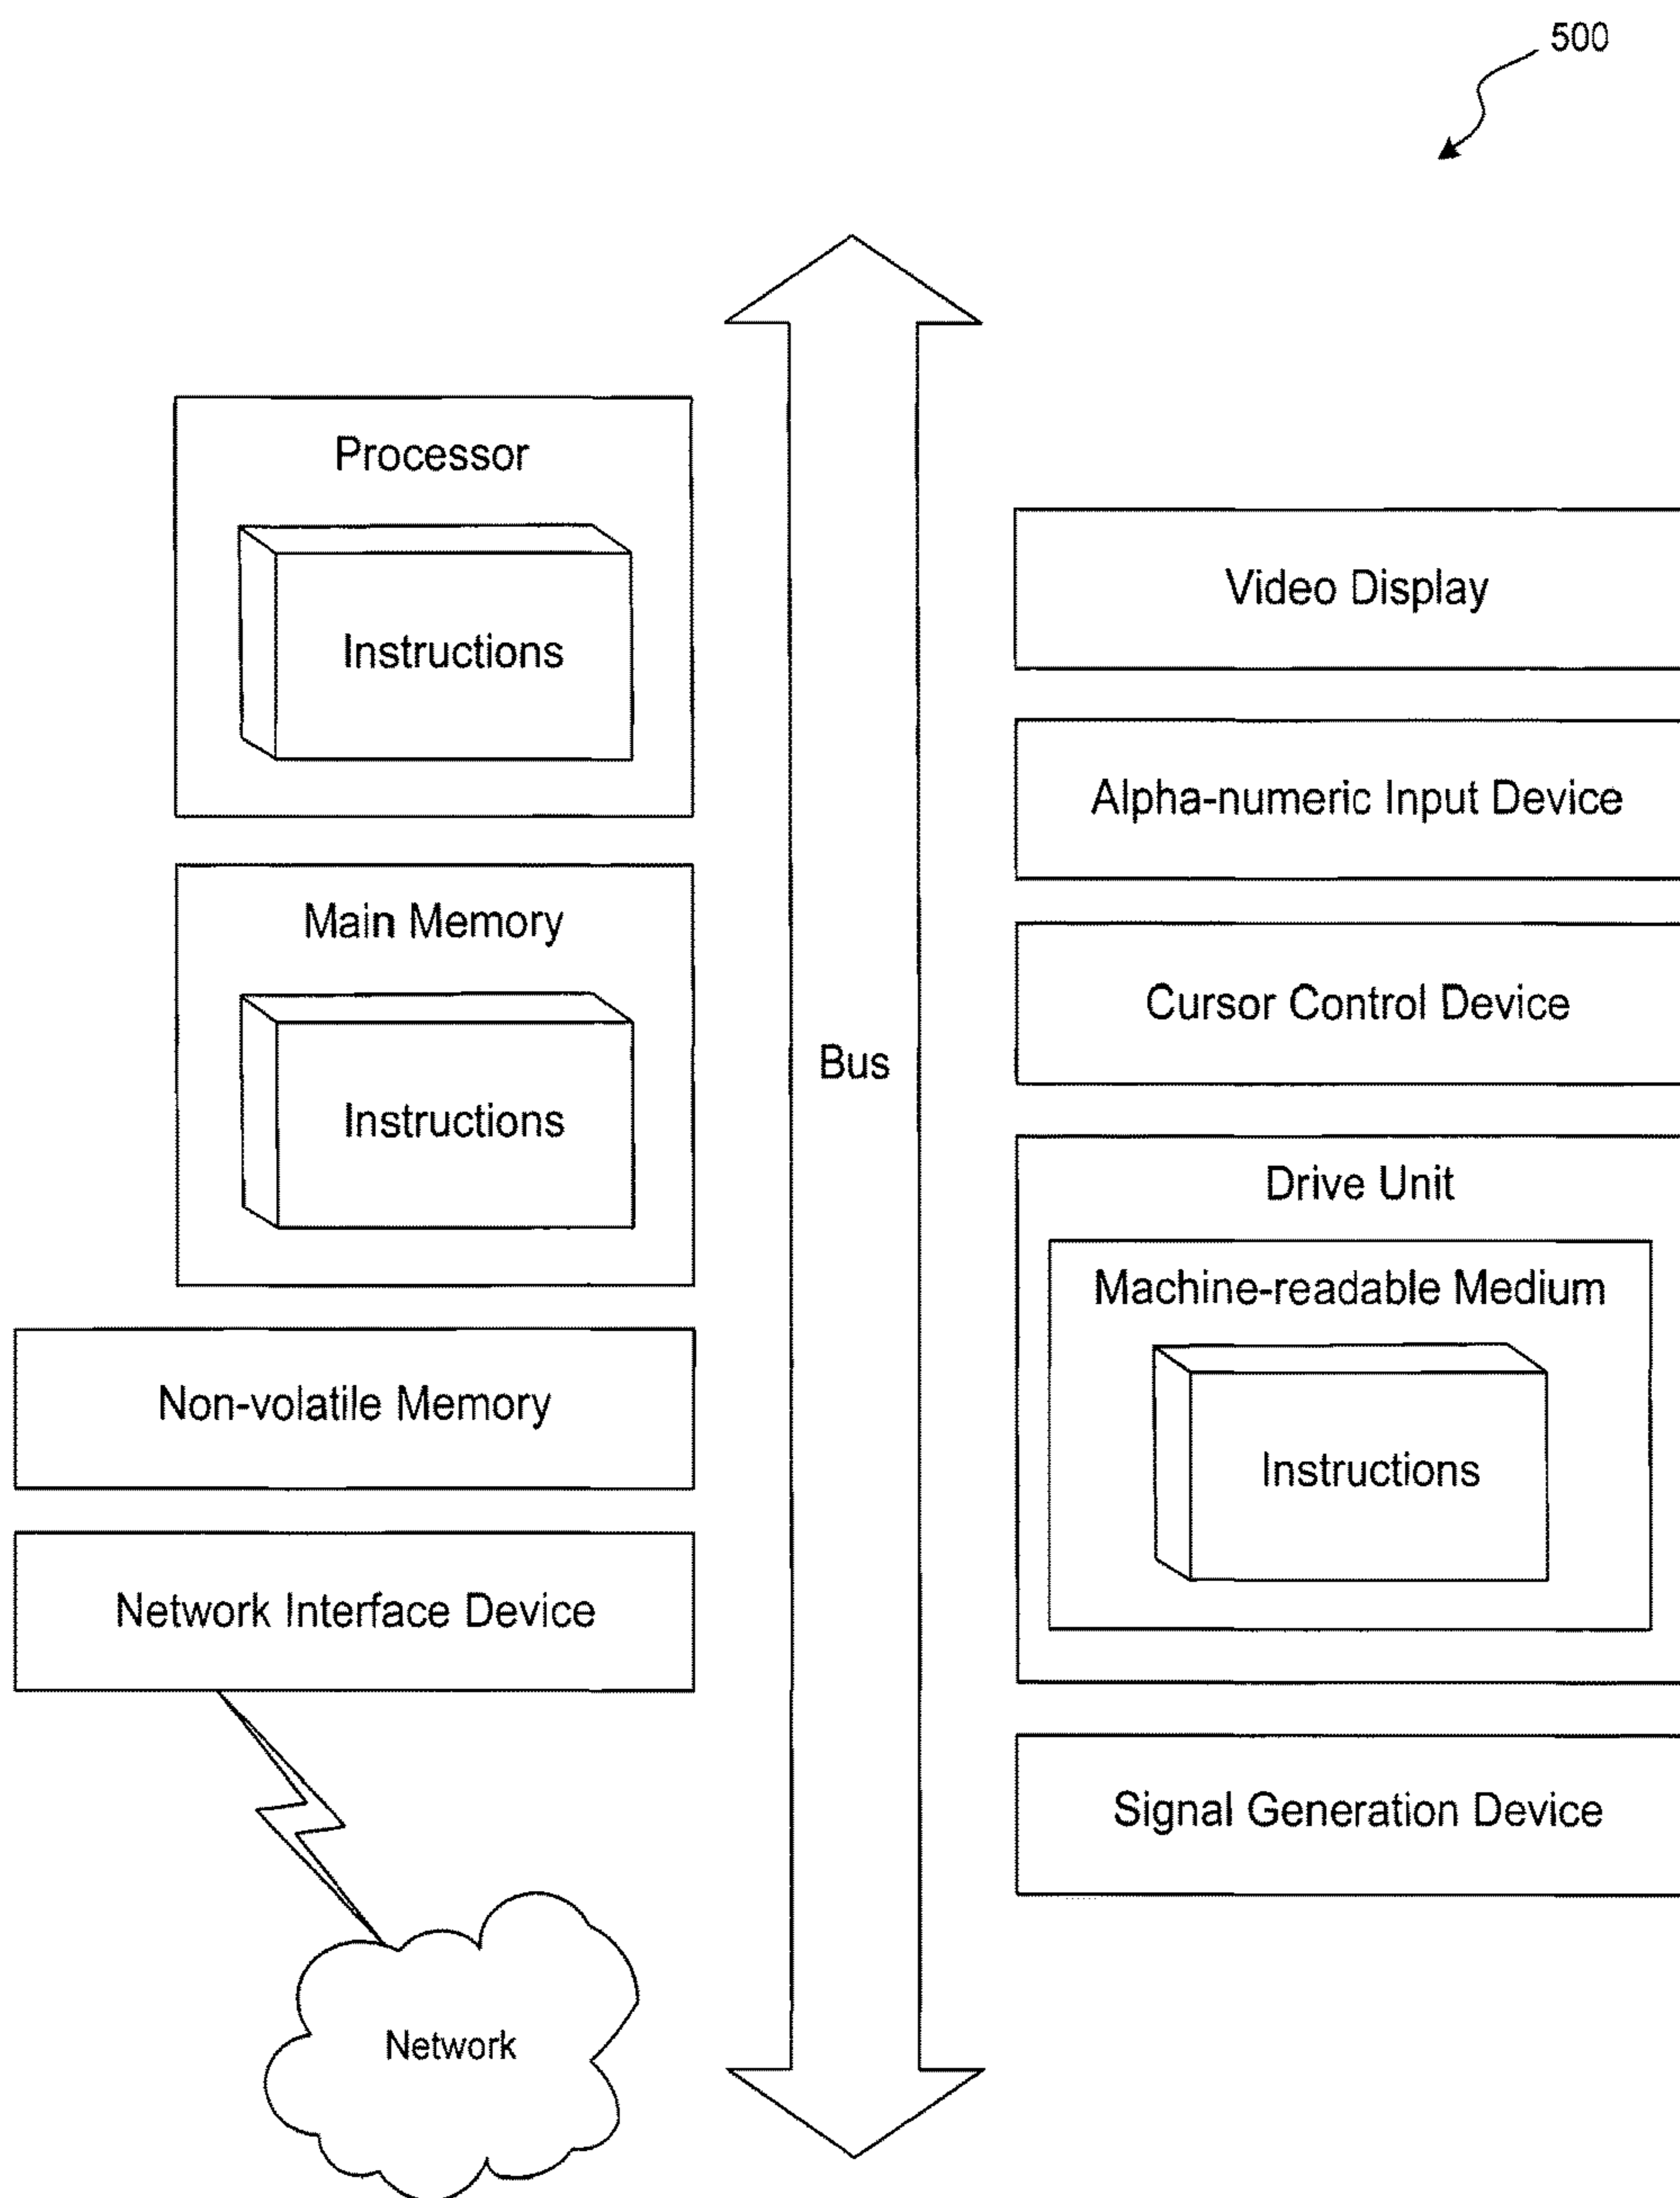 500
Processor
Instructions
Main Memory
Instructions
Non-volatile Memory
Network Interface Device
Network
Bus
Video Display
Alpha-numeric Input Device
Cursor Control Device
Drive Unit
Machine-readable Medium
Instructions
Signal Generation Device